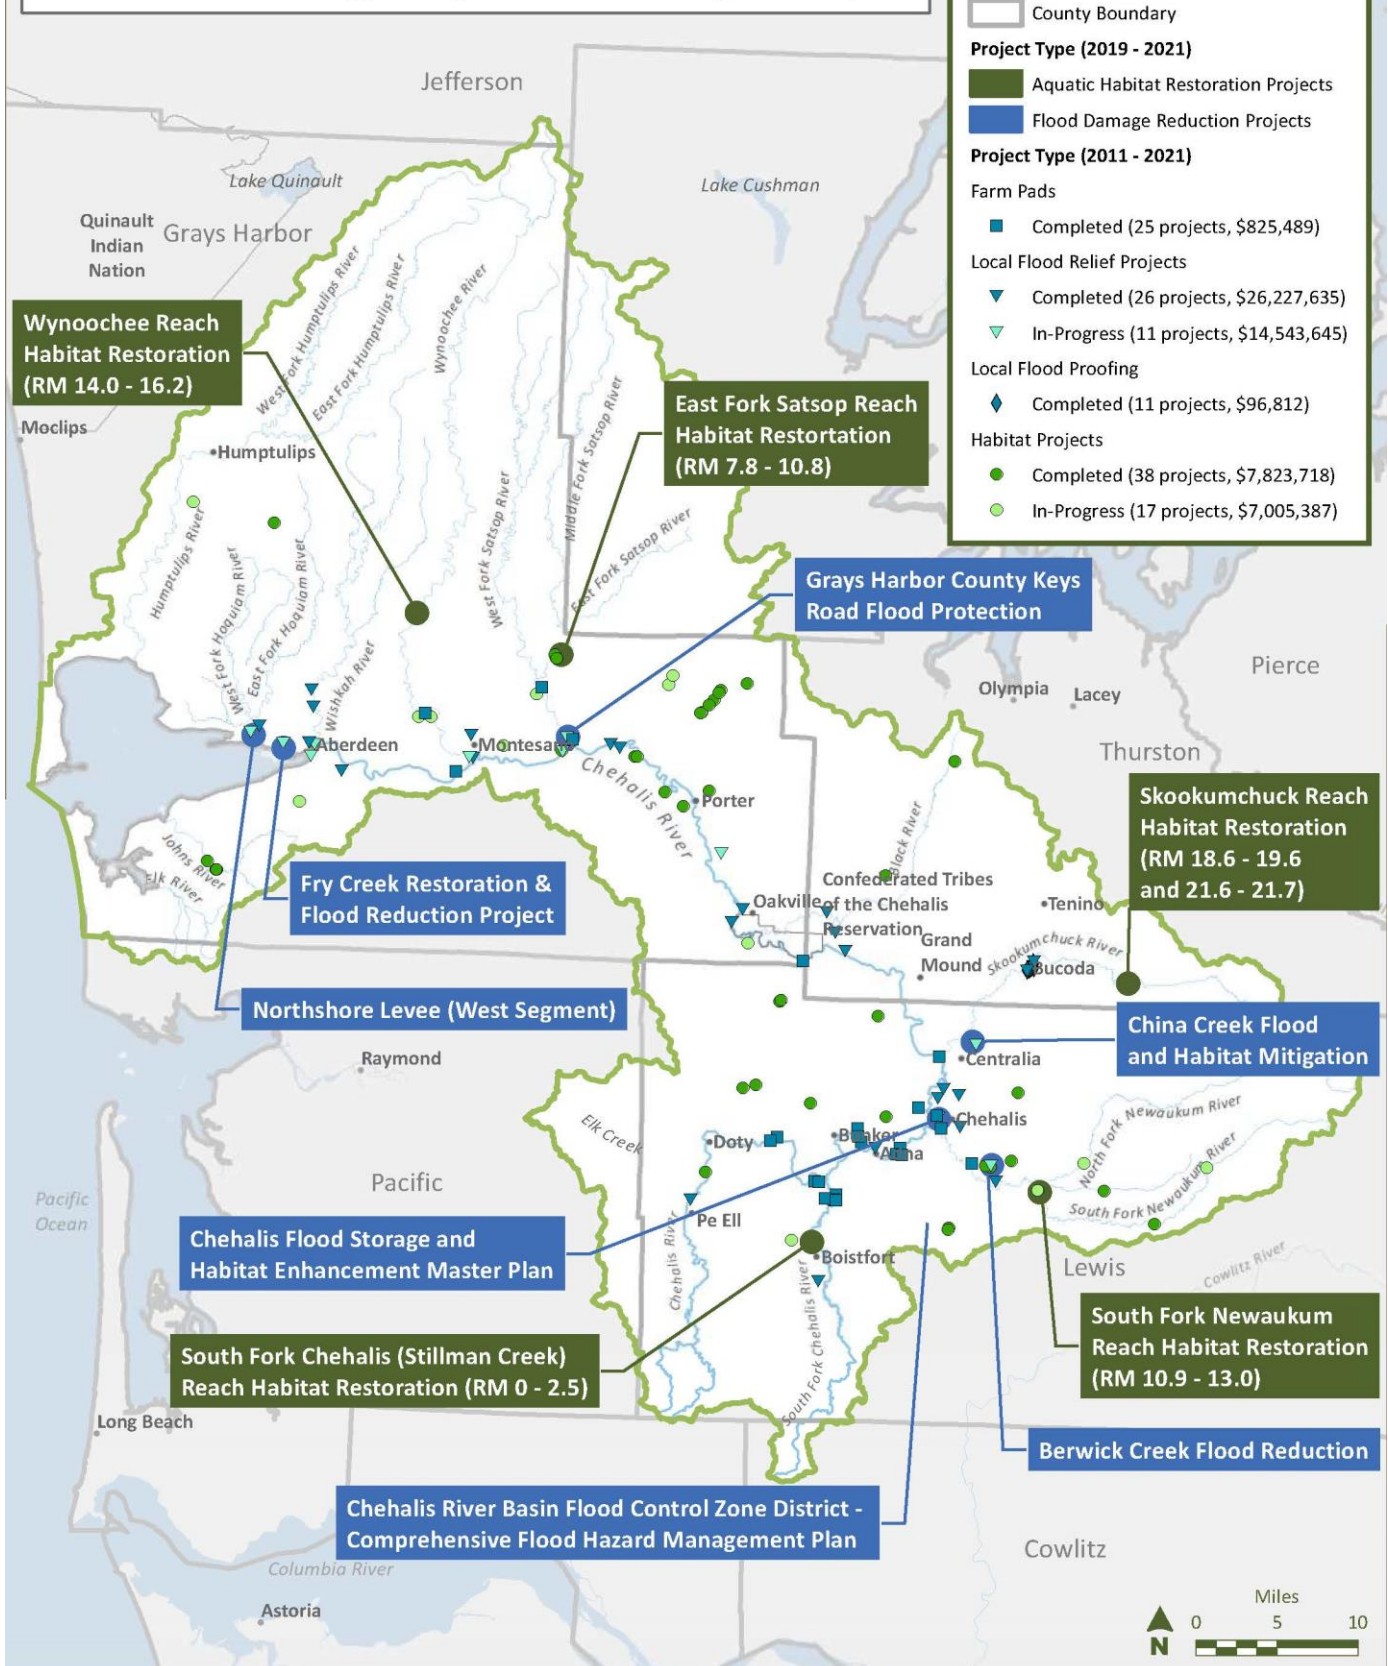 County Boundary
Project Type (2019 - 2021)
Aquatic Habitat Restoration Projects
Flood Damage Reduction Projects
Project Type (2011 - 2021)
Farm Pads
Completed (25 projects, $825,489)
Local Flood Relief Projects
Completed (26 projects, $26,227,635)
In-Progress (11 projects, $14,543,645)
Local Flood Proofing
Completed (11 projects, $96,812)
Habitat Projects
Completed (38 projects, $7,823,718)
In-Progress (17 projects, $7,005,387)
Jefferson
Lake Quinault
Lake Cushman
Quinault
Indian
Nation
Grays Harbor
West Fork Humptulips River
East Fork Humptulips River
Wynoochee River
Wynoochee Reach
Habitat Restoration
(RM 14.0 - 16.2)
Middle Fork Satsop River
East Fork Satsop Reach
Habitat Restortation
(RM 7.8 - 10.8)
Moclips
Humptulips
West Fork Satsop River
East Fork Satsop River
Humptulips River
West Fork Hoquiam River
East Fork Hoquiam River
Wishkah River
Grays Harbor County Keys
Road Flood Protection
Pierce
Olympia
Lacey
Thurston
Aberdeen
Montesano
Chehalis River
Porter
Skookumchuck Reach
Habitat Restoration
(RM 18.6 - 19.6
and 21.6 - 21.7)
Black River
Johns River
Elk River
Fry Creek Restoration &
Flood Reduction Project
Confederated Tribes
of the Chehalis
Reservation
Oakville
Tenino
Grand
Mound
Skookumchuck River
Bucoda
Northshore Levee (West Segment)
China Creek Flood
and Habitat Mitigation
Raymond
Centralia
Elk Creek
Chehalis
North Fork Newaukum River
Doty
Bunker
Adna
Pacific
Pacific
Ocean
South Fork Newaukum River
Pe Ell
Chehalis Flood Storage and
Habitat Enhancement Master Plan
Chehalis River
Boistfort
Lewis
Cowlitz River
South Fork Newaukum
Reach Habitat Restoration
(RM 10.9 - 13.0)
South Fork Chehalis (Stillman Creek)
Reach Habitat Restoration (RM 0 - 2.5)
South Fork Chehalis River
Long Beach
Berwick Creek Flood Reduction
Chehalis River Basin Flood Control Zone District -
Comprehensive Flood Hazard Management Plan
Cowlitz
Columbia River
Astoria
Miles
0 5 10
N